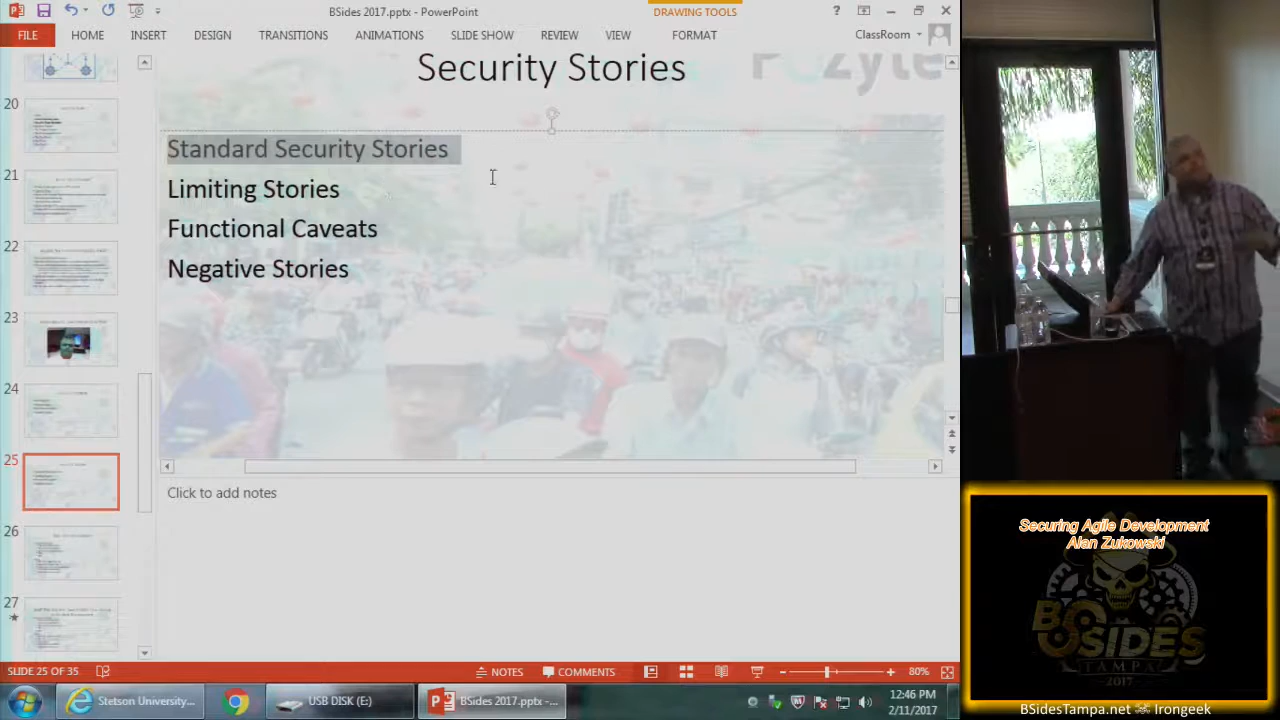 BSides 2017.pptx - PowerPoint
DRAWING TOOLS
?
FILE
HOME
INSERT
DESIGN
TRANSITIONS
ANIMATIONS
SLIDE SHOW
REVIEW
VIEW
FORMAT
ClassRoom
Security Stories
Standard Security Stories
Limiting Stories
Functional Caveats
Negative Stories
20
21
22
23
24
25
26
27
Click to add notes
SLIDE 25 OF 35
NOTES
COMMENTS
80%
Stetson University...
USB DISK (E:)
BSides 2017.pptx -...
12:46 PM
2/11/2017
Securing Agile Development
Alan Zukowski
BSIDES
TAMPA
2017
BSidesTampa.net Irongeek